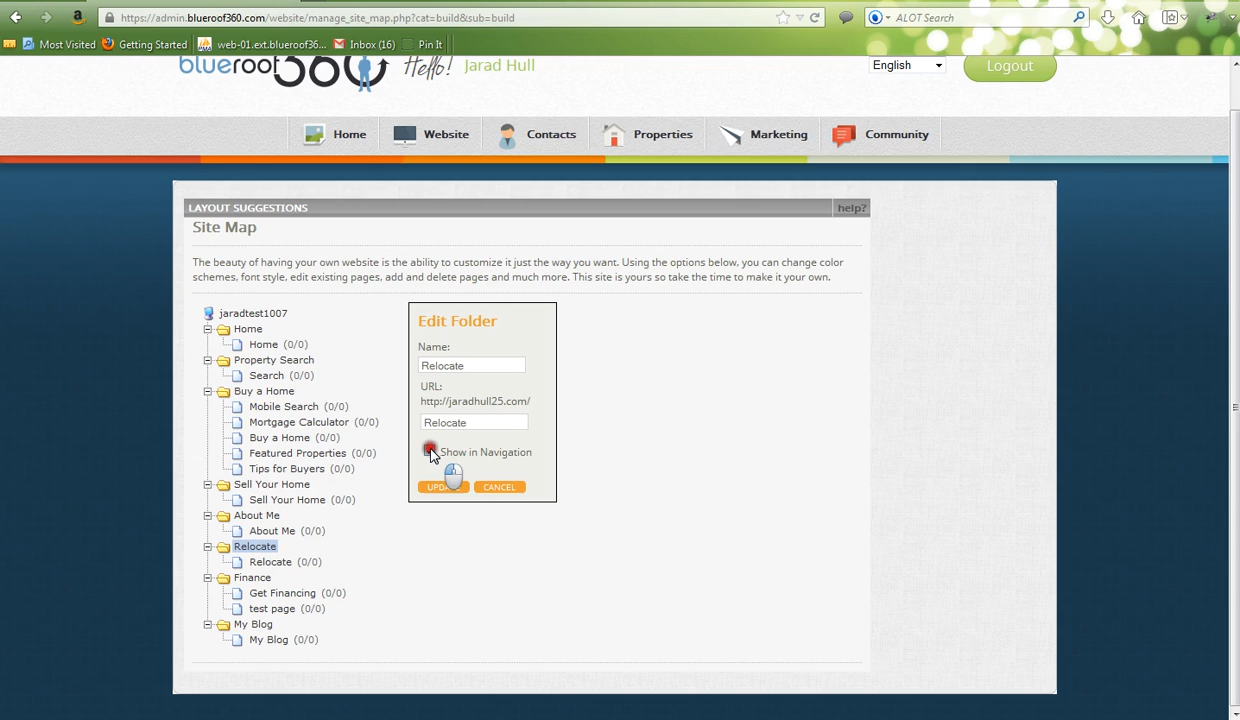 https://admin.blueroof360.com/website/manage_site_map.php?cat=build&sub=build
ALOT Search
Most Visited
Getting Started
web-01.ext.blueroof36...
Inbox (16)
Pin It
blueroof360
Hello!
Jarad Hull
English
Logout
Home
Website
Contacts
Properties
Marketing
Community
LAYOUT SUGGESTIONS
help?
Site Map
The beauty of having your own website is the ability to customize it just the way you want. Using the options below, you can change color
schemes, font style, edit existing pages, add and delete pages and much more. This site is yours so take the time to make it your own.
jaradtest1007
Home
Home (0/0)
Property Search
Search (0/0)
Buy a Home
Mobile Search (0/0)
Mortgage Calculator (0/0)
Buy a Home (0/0)
Featured Properties (0/0)
Tips for Buyers (0/0)
Sell Your Home
Sell Your Home (0/0)
About Me
About Me (0/0)
Relocate
Relocate (0/0)
Finance
Get Financing (0/0)
test page (0/0)
My Blog
My Blog (0/0)
Edit Folder
Name:
Relocate
URL:
http://jaradhull25.com/
Relocate
Show in Navigation
CANCEL